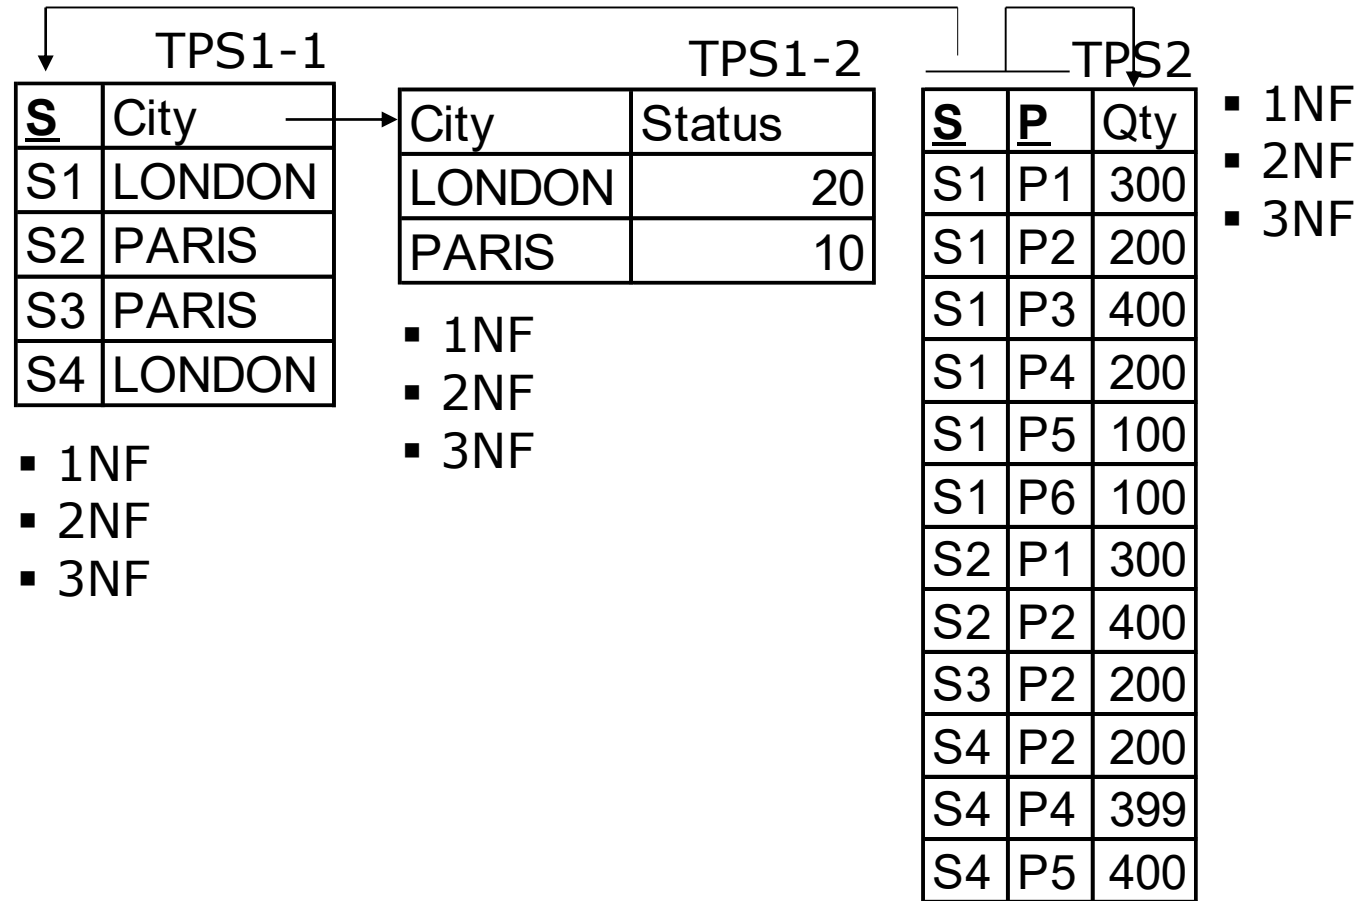 TPS1-1
S City
S1 LONDON
S2 PARIS
S3 PARIS
S4 LONDON
▪ 1NF
▪ 2NF
▪ 3NF
TPS1-2
City Status
LONDON 20
PARIS 10
▪ 1NF
▪ 2NF
▪ 3NF
TPS2
S P Qty
S1 P1 300
S1 P2 200
S1 P3 400
S1 P4 200
S1 P5 100
S1 P6 100
S2 P1 300
S2 P2 400
S3 P2 200
S4 P2 200
S4 P4 399
S4 P5 400
▪ 1NF
▪ 2NF
▪ 3NF